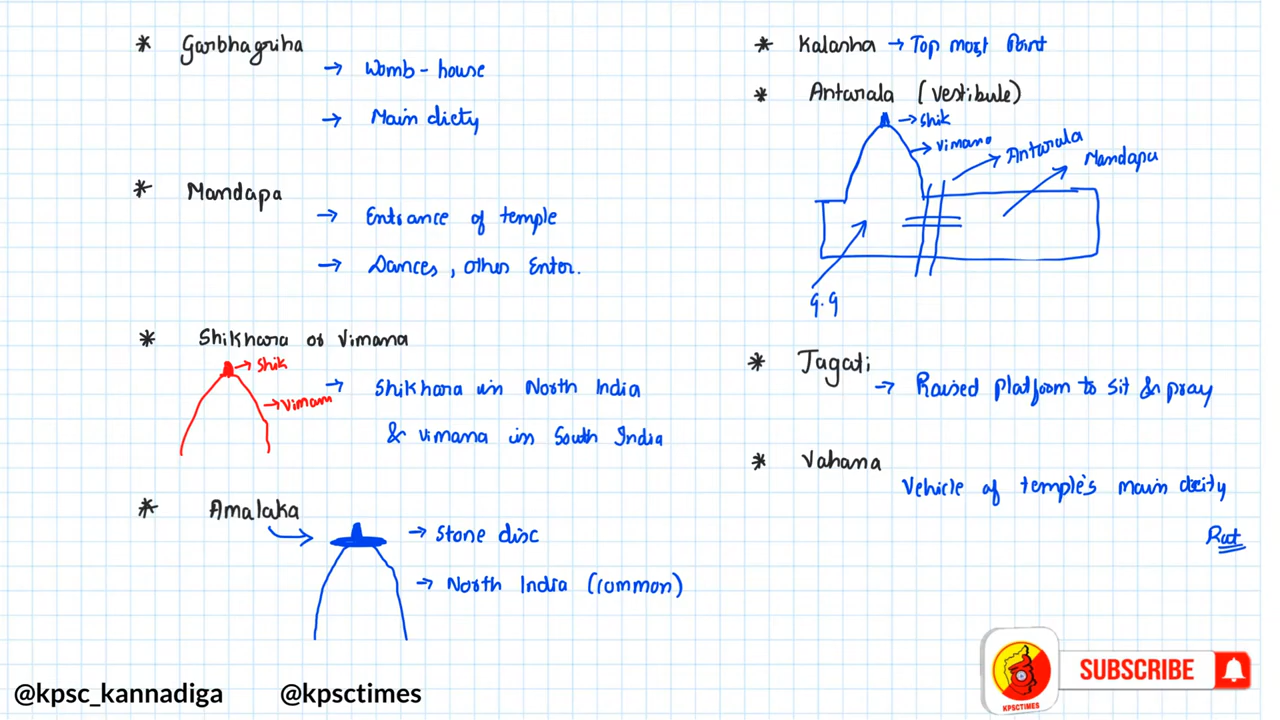 * Garbhagriha
→ Womb-house
→ Main diety
* Mandapa
→ Entrance of temple
→ Dances, other Enter.
* Shikhara or Vimana
→ Shik
→ Vimana
→ Shikhara in North India
& vimana in South India
* Amalaka
→ Stone disc
→ North India (common)
* Kalasha → Top most Point
* Antarala (vestibule)
→ Shik
→ Vimana
Antarala
Mandapa
G.G
* Jagati
→ Raised platform to sit & pray
* Vahana
Vehicle of temple's main deity
Rat
@kpsc_kannadiga @kpsctimes
KPSCTIMES
SUBSCRIBE